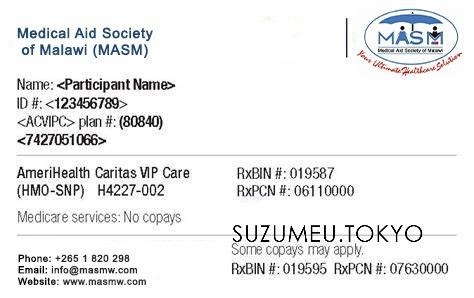 Medical Aid Society
of Malawi (MASM)
MASM
Medical Aid Society of Malawi
Your Ultimate Healthcare Solution
Name: <Participant Name>
ID #: <123456789>
<ACVIPC> plan #: (80840)
<7427051066>
AmeriHealth Caritas VIP Care
(HMO-SNP) H4227-002
RxBIN #: 019587
RxPCN #: 06110000
Medicare services: No copays
SUZUMEU.TOKYO
Some copays may apply.
RxBIN #: 019595 RxPCN #: 07630000
Phone: +265 1 820 298
Email: info@masmw.com
Website: www.masmw.com